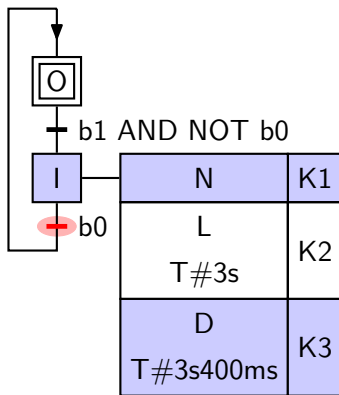 O
b1 AND NOT b0
I N K1
b0
L
T#3s
K2
D
T#3s400ms
K3